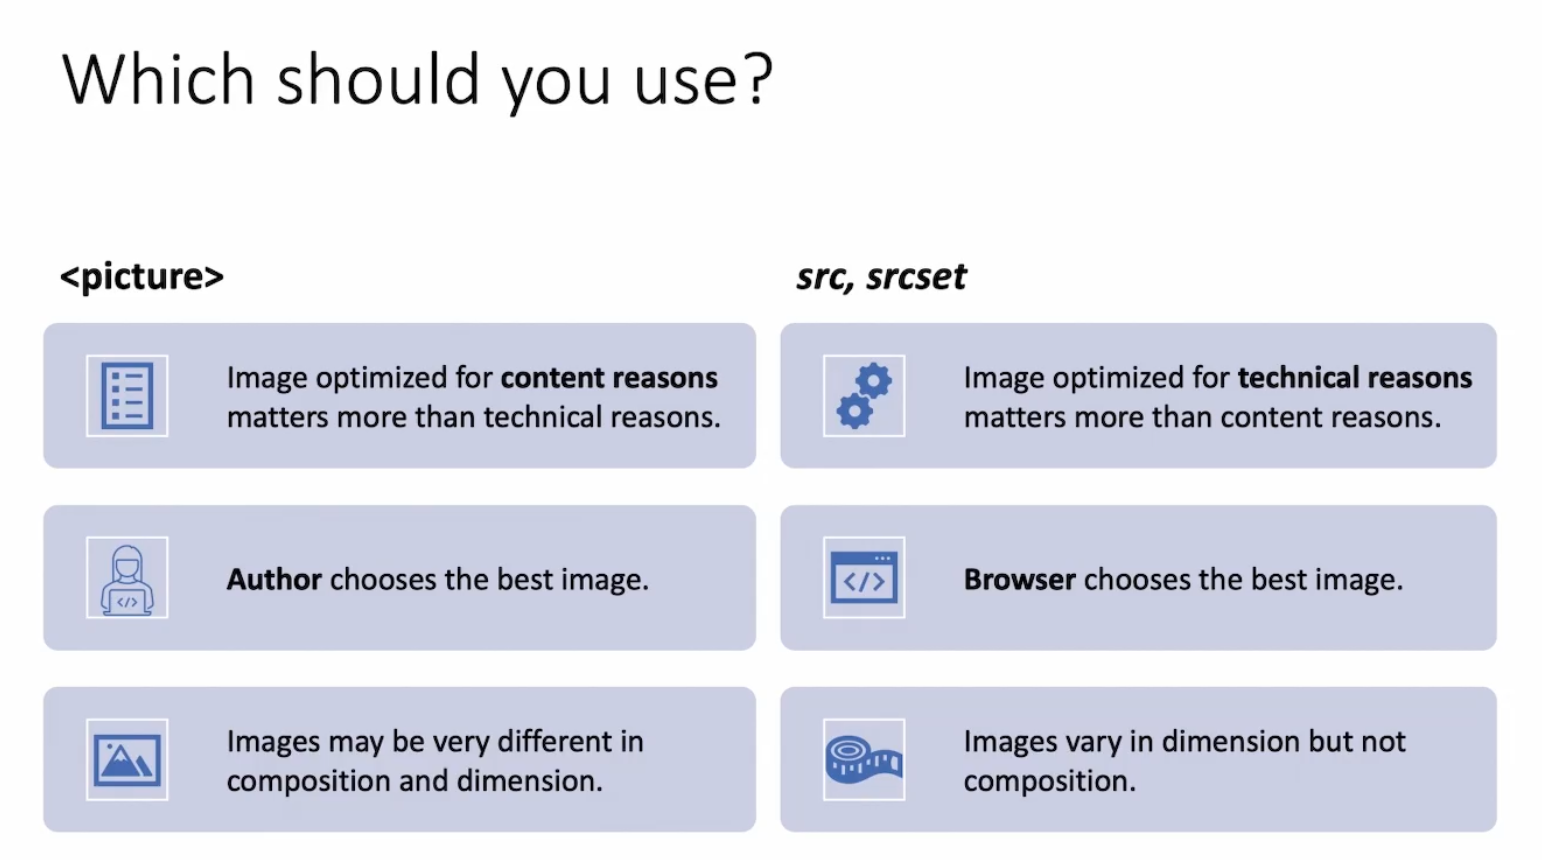 Which should you use?
<picture>
Image optimized for content reasons
matters more than technical reasons.
</>
Author chooses the best image.
Images may be very different in
composition and dimension.
src, srcset
Image optimized for technical reasons
matters more than content reasons.
</>
Browser chooses the best image.
Images vary in dimension but not
composition.